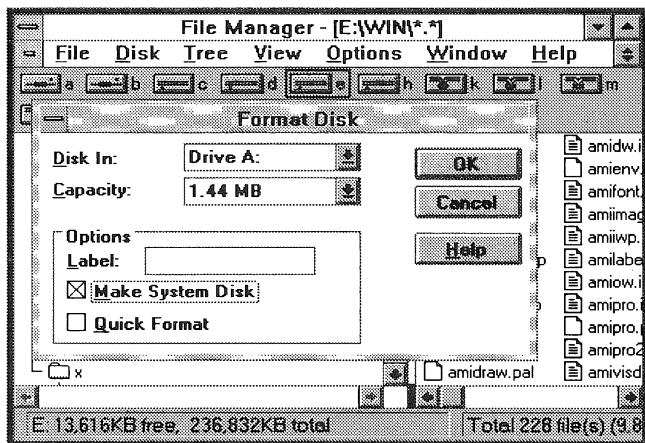 File Manager - [E:\WIN\*.*]
File Disk Tree View Options Window Help
a b c d e h k l m
Format Disk
Disk In: Drive A:
Capacity: 1.44 MB
OK
Cancel
Help
Options
Label:
Make System Disk
Quick Format
amidw.i
amienv.
amifont.
amiimag
amiiwp.
amilabe
amiow.i
amipro.i
amipro.p
amipro2
amivisd
x
amidraw.pal
E: 13,616KB free, 236,832KB total
Total 228 file(s) (9.8